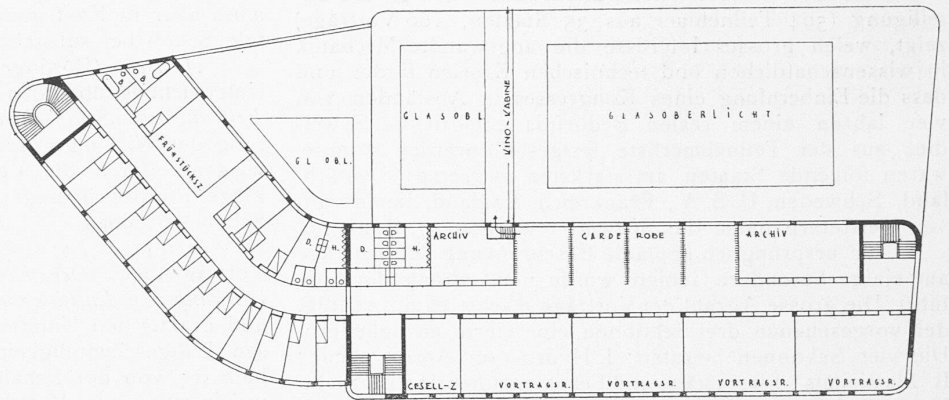 GLASOBL.
KINO-KABINE
GLASOBERLICHT
FRÜHSTÜCKSZ.
GL. OBL.
D.
H.
D.
H.
ARCHIV
GARDEROBE
ARCHIV
GESELL-Z
VORTRAGSR.
VORTRAGSR.
VORTRAGSR.
VORTRAGSR.